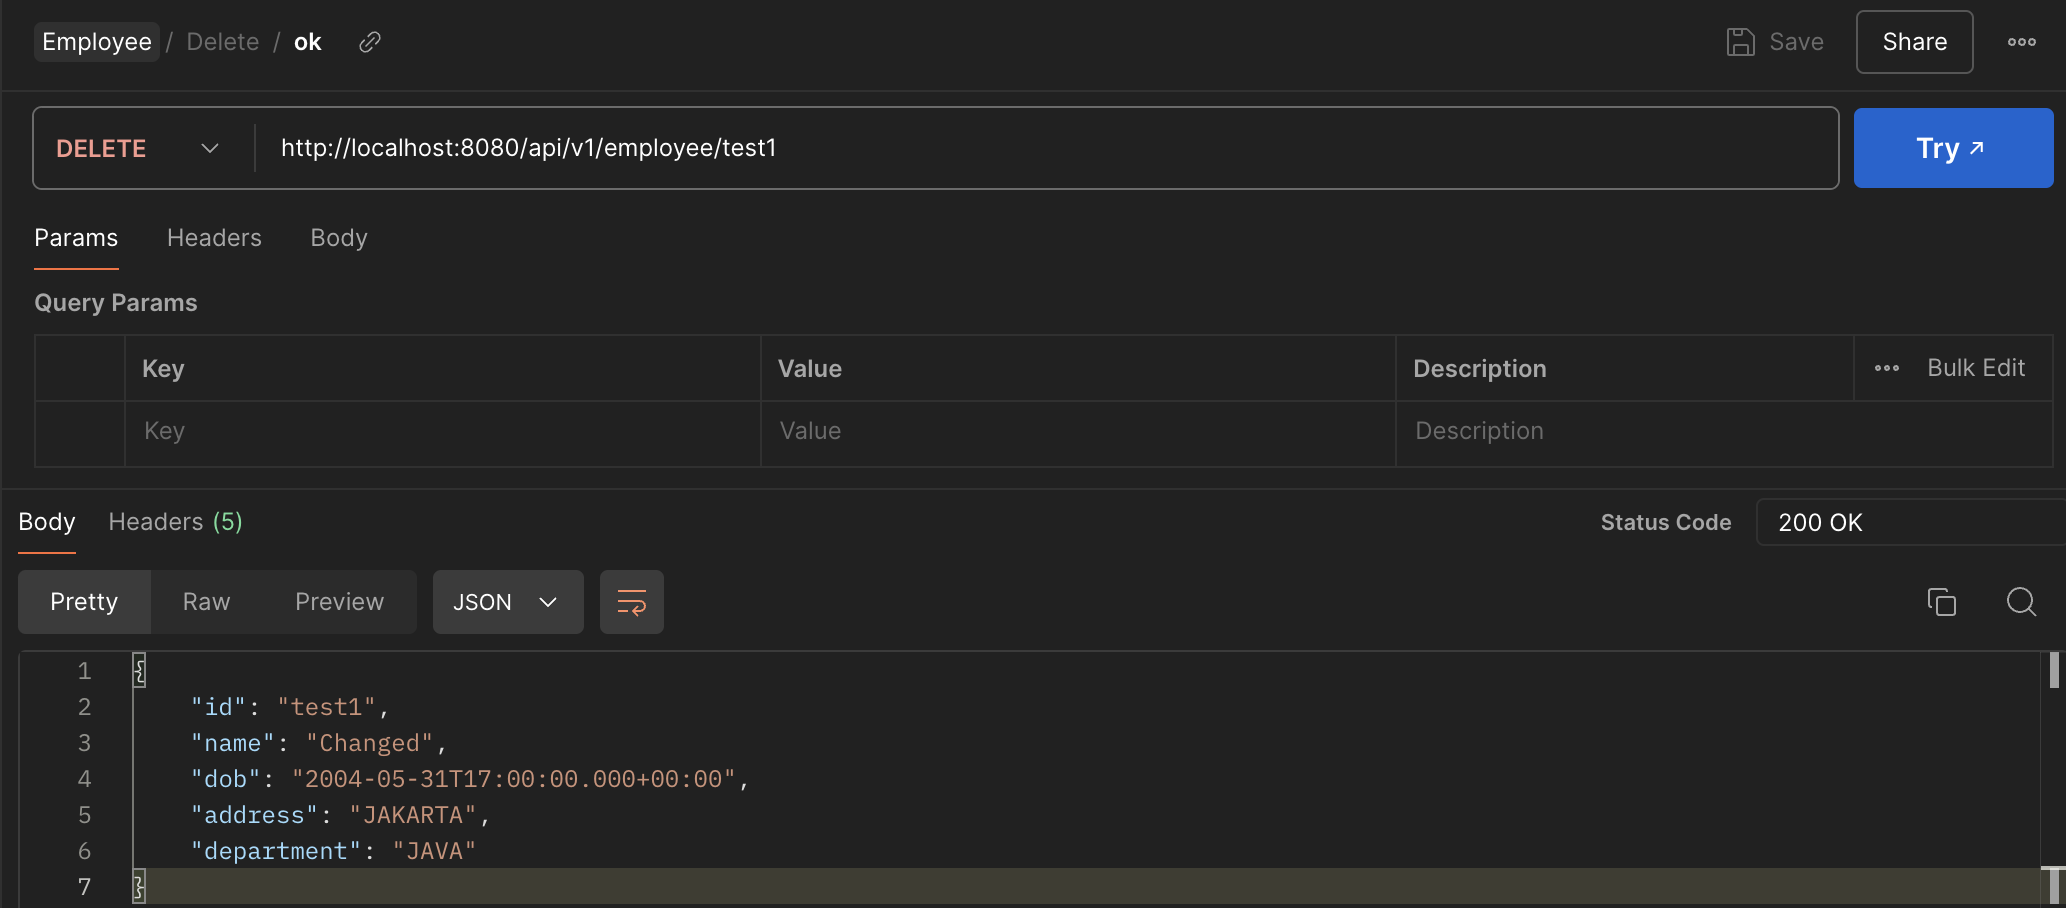 Employee / Delete / ok
Save
Share
DELETE
http://localhost:8080/api/v1/employee/test1
Try
Params Headers Body
Query Params
Key Value Description Bulk Edit
Key Value Description
Body Headers (5)
Status Code 200 OK
Pretty Raw Preview JSON
1 {
2 "id": "test1",
3 "name": "Changed",
4 "dob": "2004-05-31T17:00:00.000+00:00",
5 "address": "JAKARTA",
6 "department": "JAVA"
7 }